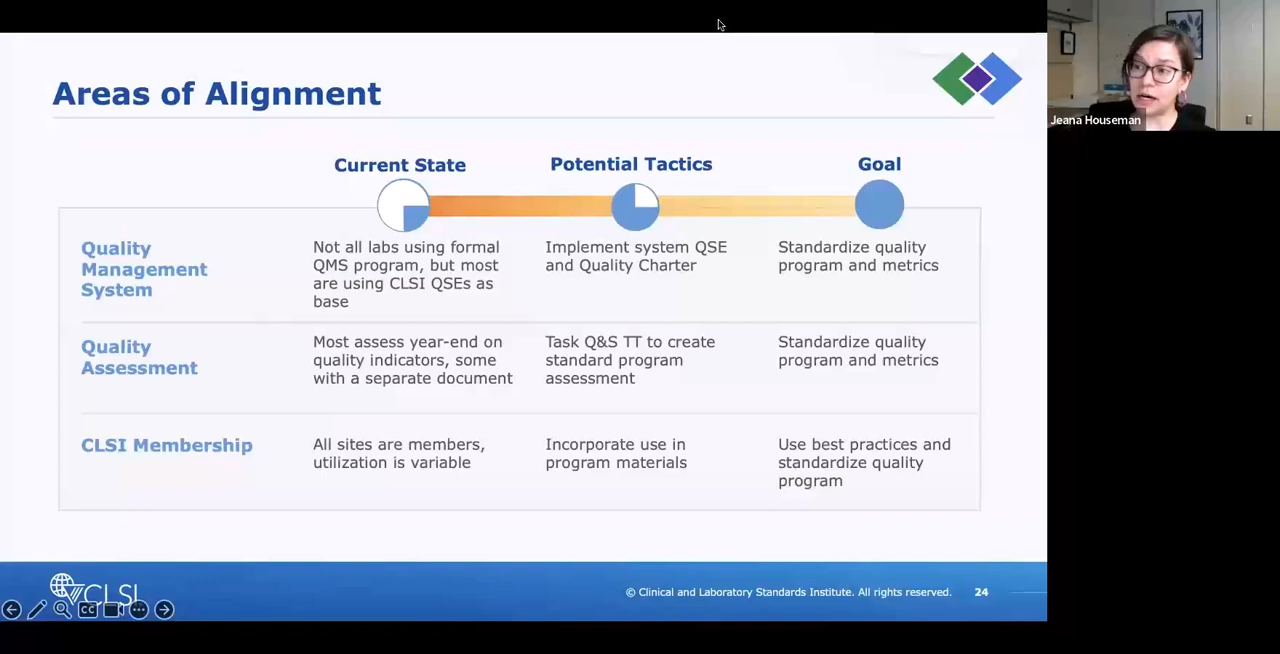 Areas of Alignment
Jeana Houseman
Current State
Potential Tactics
Goal
Quality
Management
System
Not all labs using formal
QMS program, but most
are using CLSI QSEs as
base
Implement system QSE
and Quality Charter
Standardize quality
program and metrics
Quality
Assessment
Most assess year-end on
quality indicators, some
with a separate document
Task Q&S TT to create
standard program
assessment
Standardize quality
program and metrics
CLSI Membership
All sites are members,
utilization is variable
Incorporate use in
program materials
Use best practices and
standardize quality
program
CLSI
CC
© Clinical and Laboratory Standards Institute. All rights reserved.
24